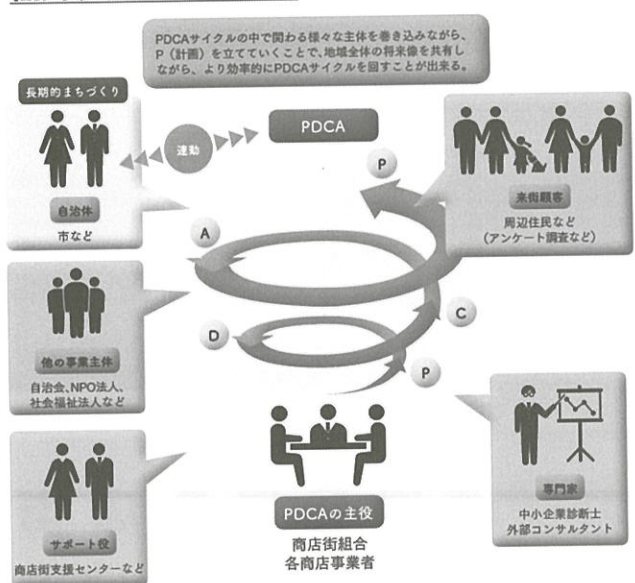 PDCAサイクルの中で関わる様々な主体を巻き込みながら、
P（計画）を立てていくことで、地域全体の将来像を共有し
ながら、より効率的にPDCAサイクルを回すことが出来る。
長期的まちづくり
連動
PDCA
自治体
市など
P
来街顧客
周辺住民など
（アンケート調査など）
A
他の事業主体
自治会、NPO法人、
社会福祉法人など
D
C
P
サポート役
商店街支援センターなど
PDCAの主役
商店街組合
各商店事業者
専門家
中小企業診断士
外部コンサルタント